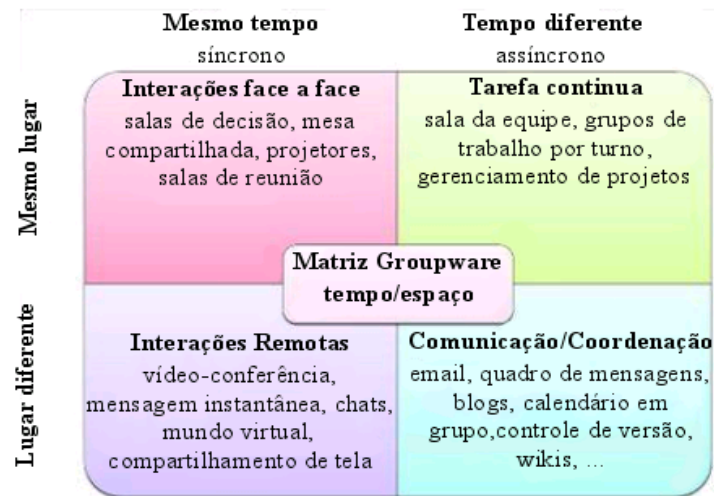 Mesmo tempo
síncrono
Tempo diferente
assíncrono
Mesmo lugar
Interações face a face
salas de decisão, mesa
compartilhada, projetores,
salas de reunião
Tarefa continua
sala da equipe, grupos de
trabalho por turno,
gerenciamento de projetos
Matriz Groupware
tempo/espaço
Lugar diferente
Interações Remotas
vídeo-conferência,
mensagem instantânea, chats,
mundo virtual,
compartilhamento de tela
Comunicação/Coordenação
email, quadro de mensagens,
blogs, calendário em
grupo,controle de versão,
wikis, ...